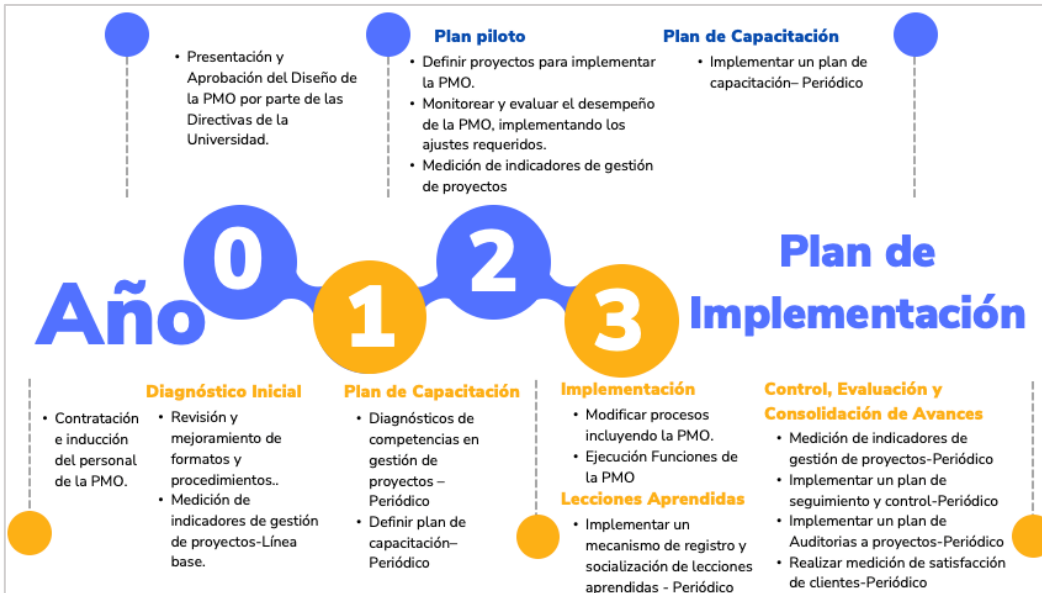 • Presentación y
Aprobación del Diseño de
la PMO por parte de las
Directivas de la
Universidad.
Plan piloto
• Definir proyectos para implementar
la PMO.
• Monitorear y evaluar el desempeño
de la PMO, implementando los
ajustes requeridos.
• Medición de indicadores de gestión
de proyectos
Plan de Capacitación
• Implementar un plan de
capacitación– Periódico
Año
0
1
2
3
Plan de
Implementación
• Contratación
e inducción
del personal
de la PMO.
Diagnóstico Inicial
• Revisión y
mejoramiento de
formatos y
procedimientos..
• Medición de
indicadores de gestión
de proyectos-Línea
base.
Plan de Capacitación
• Diagnósticos de
competencias en
gestión de
proyectos –
Periódico
• Definir plan de
capacitación–
Periódico
Implementación
• Modificar procesos
incluyendo la PMO.
• Ejecución Funciones de
la PMO
Lecciones Aprendidas
• Implementar un
mecanismo de registro y
socialización de lecciones
aprendidas - Periódico
Control, Evaluación y
Consolidación de Avances
• Medición de indicadores de
gestión de proyectos-Periódico
• Implementar un plan de
seguimiento y control-Periódico
• Implementar un plan de
Auditorias a proyectos-Periódico
• Realizar medición de satisfacción
de clientes-Periódico